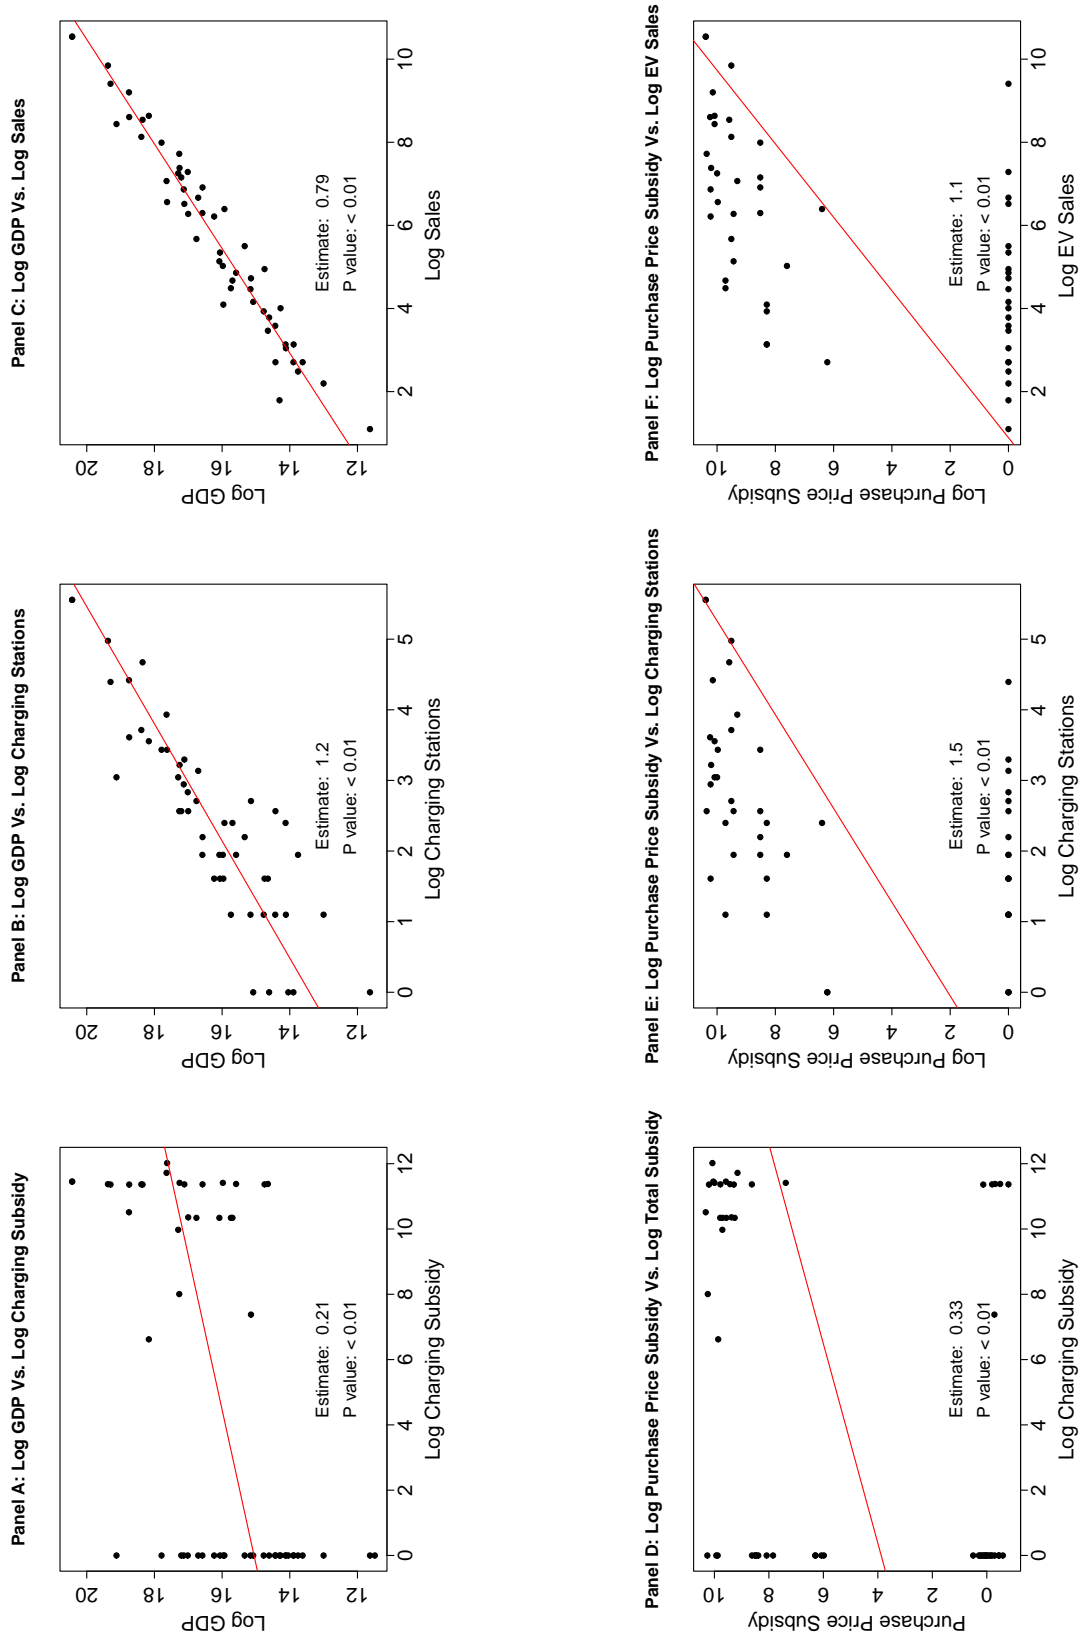 Panel A: Log GDP Vs. Log Charging Subsidy
Log GDP
12 14 16 18 20
Estimate: 0.21
P value: < 0.01
0 2 4 6 8 10 12
Log Charging Subsidy
Panel B: Log GDP Vs. Log Charging Stations
Log GDP
12 14 16 18 20
Estimate: 1.2
P value: < 0.01
0 1 2 3 4 5
Log Charging Stations
Panel C: Log GDP Vs. Log Sales
Log GDP
12 14 16 18 20
Estimate: 0.79
P value: < 0.01
2 4 6 8 10
Log Sales
Panel D: Log Purchase Price Subsidy Vs. Log Total Subsidy
Purchase Price Subsidy
0 2 4 6 8 10
Estimate: 0.33
P value: < 0.01
0 2 4 6 8 10 12
Log Charging Subsidy
Panel E: Log Purchase Price Subsidy Vs. Log Charging Stations
Log Purchase Price Subsidy
0 2 4 6 8 10
Estimate: 1.5
P value: < 0.01
0 1 2 3 4 5
Log Charging Stations
Panel F: Log Purchase Price Subsidy Vs. Log EV Sales
Log Purchase Price Subsidy
0 2 4 6 8 10
Estimate: 1.1
P value: < 0.01
2 4 6 8 10
Log EV Sales